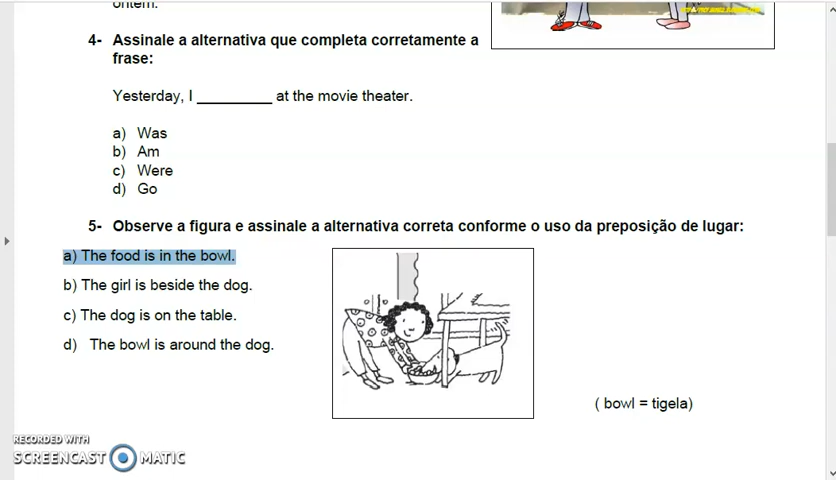 ontem.
4- Assinale a alternativa que completa corretamente a
frase:
Yesterday, I _________ at the movie theater.
a) Was
b) Am
c) Were
d) Go
5- Observe a figura e assinale a alternativa correta conforme o uso da preposição de lugar:
a) The food is in the bowl.
b) The girl is beside the dog.
c) The dog is on the table.
d) The bowl is around the dog.
( bowl = tigela)
RECORDED WITH
SCREENCAST MATIC